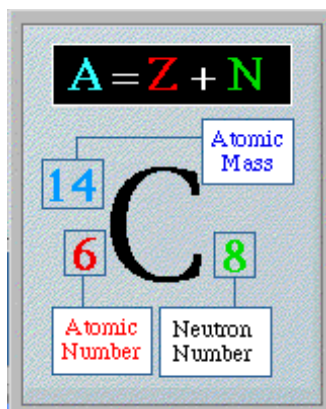 A = Z + N
Atomic
Mass
14
C
6
8
Atomic
Number
Neutron
Number